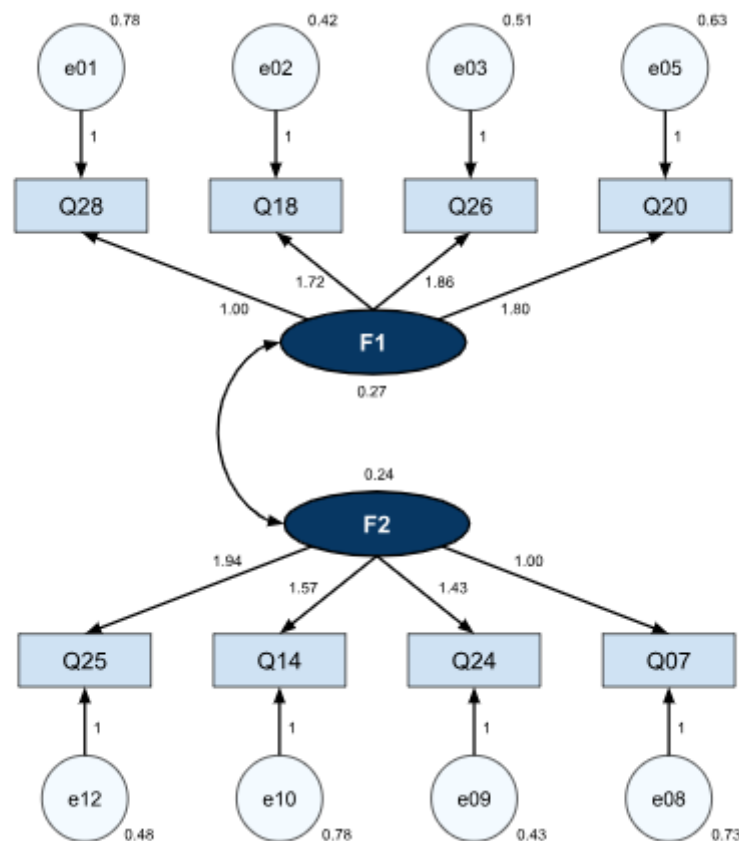 0.78 0.42 0.51 0.63
e01 e02 e03 e05
1 1 1 1
Q28 Q18 Q26 Q20
1.00 1.72 1.86 1.80
F1
0.27
0.24
F2
1.94 1.57 1.43 1.00
Q25 Q14 Q24 Q07
1 1 1 1
e12 e10 e09 e08
0.48 0.78 0.43 0.73